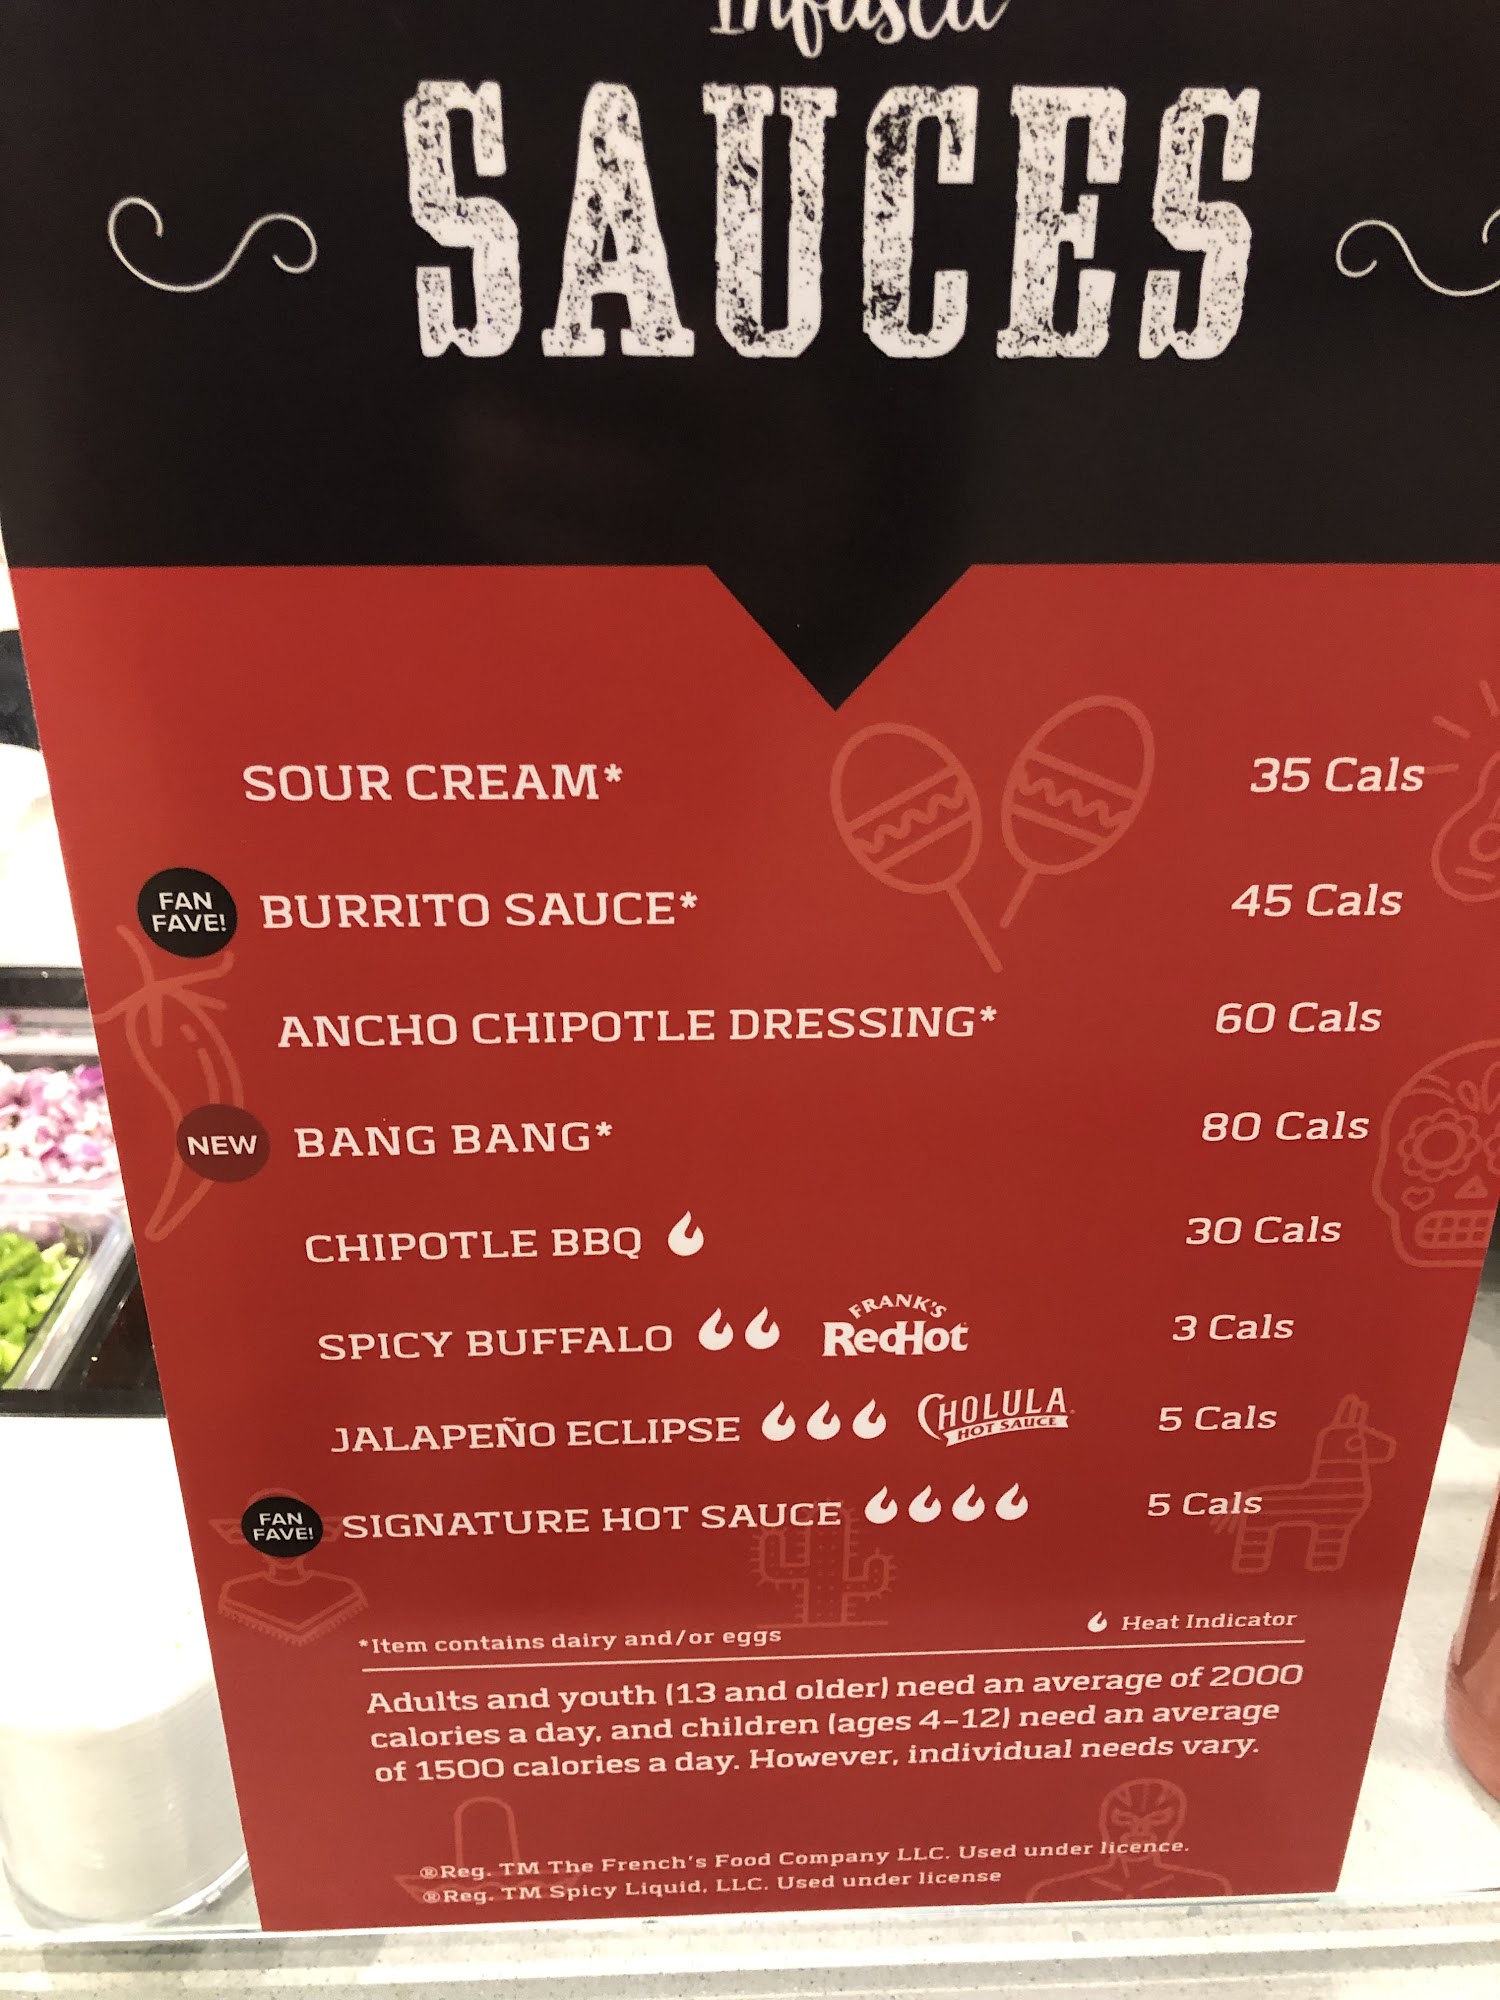 Infused
SAUCES
SOUR CREAM* 35 Cals
FAN FAVE! BURRITO SAUCE* 45 Cals
ANCHO CHIPOTLE DRESSING* 60 Cals
NEW BANG BANG* 80 Cals
CHIPOTLE BBQ 30 Cals
SPICY BUFFALO FRANK'S RedHot 3 Cals
JALAPEÑO ECLIPSE CHOLULA HOT SAUCE 5 Cals
FAN FAVE! SIGNATURE HOT SAUCE 5 Cals
*Item contains dairy and/or eggs Heat Indicator
Adults and youth (13 and older) need an average of 2000
calories a day, and children (ages 4-12) need an average
of 1500 calories a day. However, individual needs vary.
®Reg. TM The French's Food Company LLC. Used under licence.
®Reg. TM Spicy Liquid, LLC. Used under license